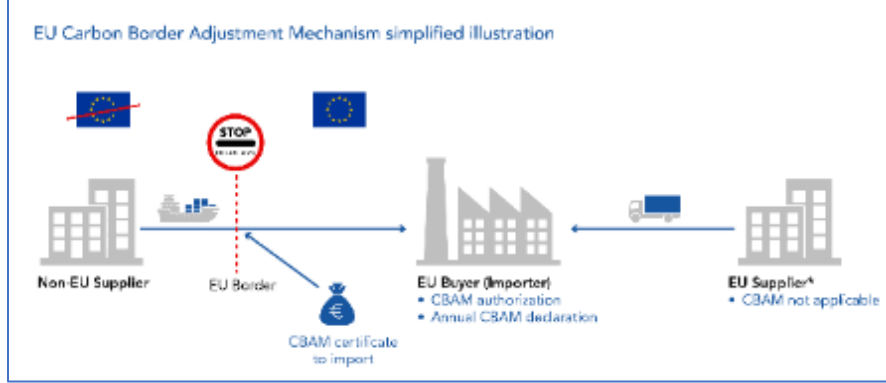 EU Carbon Border Adjustment Mechanism simplified illustration
STOP
Non-EU Supplier
EU Border
CBAM certificate
to import
EU Buyer (Importer)
• CBAM authorization
• Annual CBAM declaration
EU Supplier*
• CBAM not applicable